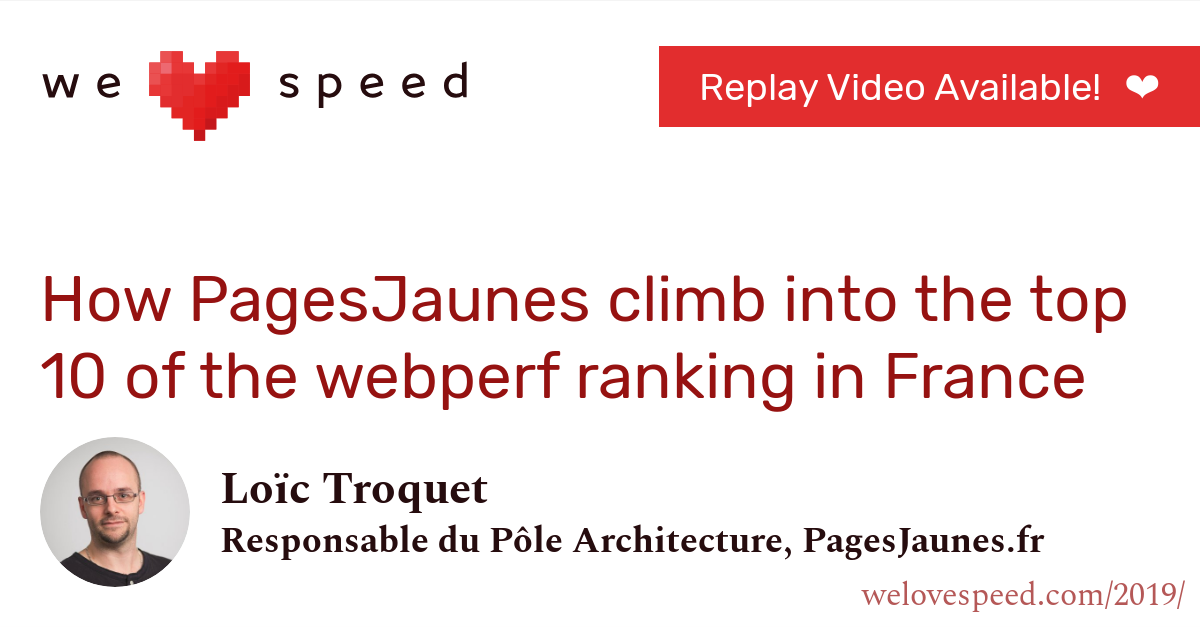 we ❤ speed
Replay Video Available! ❤
How PagesJaunes climb into the top
10 of the webperf ranking in France
Loïc Troquet
Responsable du Pôle Architecture, PagesJaunes.fr
welovespeed.com/2019/